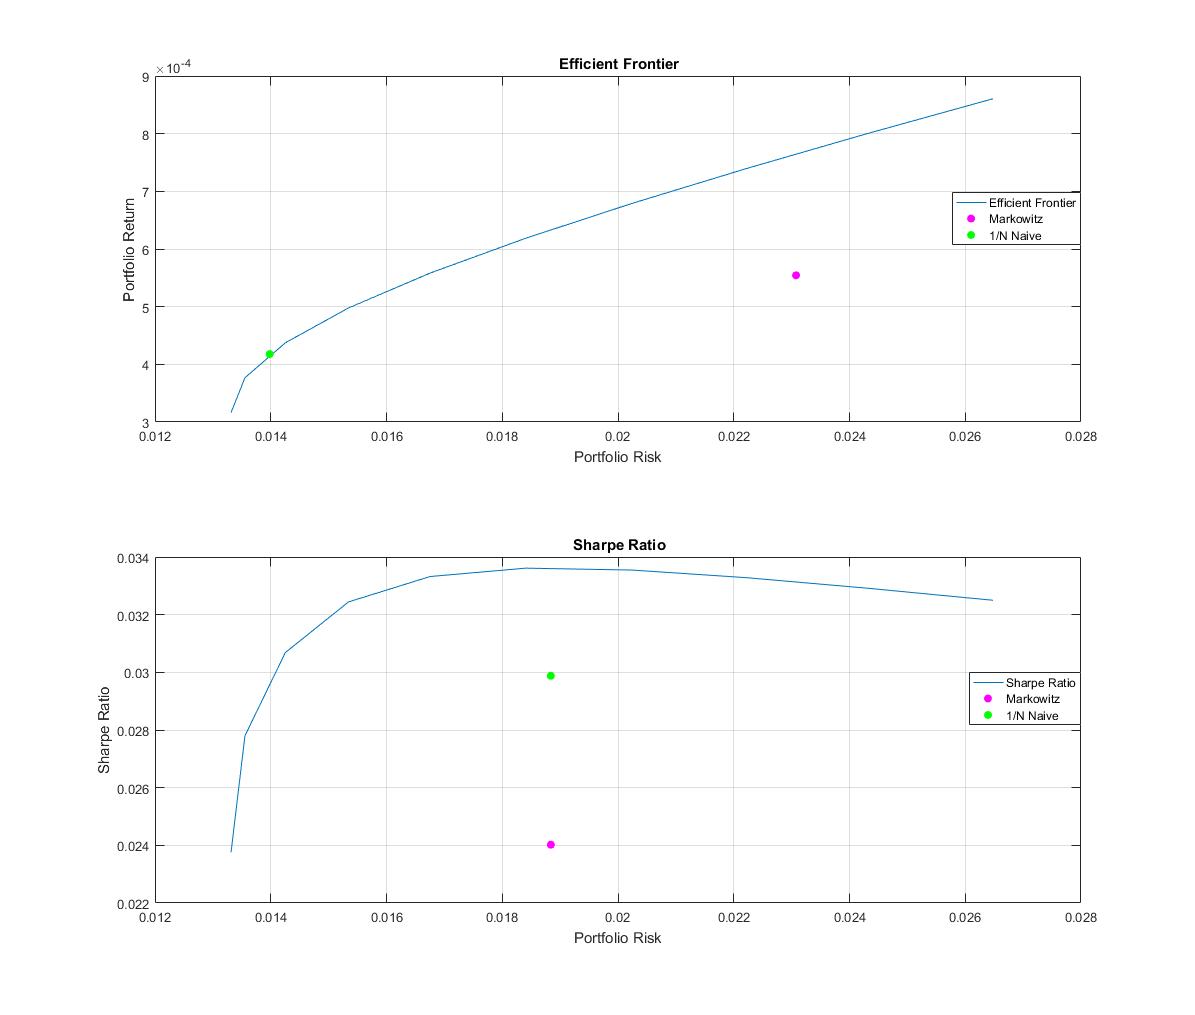 Efficient Frontier
×10-4
9
8
7
6
5
4
3
Portfolio Return
0.012 0.014 0.016 0.018 0.02 0.022 0.024 0.026 0.028
Portfolio Risk
Efficient Frontier
Markowitz
1/N Naive
Sharpe Ratio
0.034
0.032
0.03
0.028
0.026
0.024
0.022
Sharpe Ratio
0.012 0.014 0.016 0.018 0.02 0.022 0.024 0.026 0.028
Portfolio Risk
Sharpe Ratio
Markowitz
1/N Naive